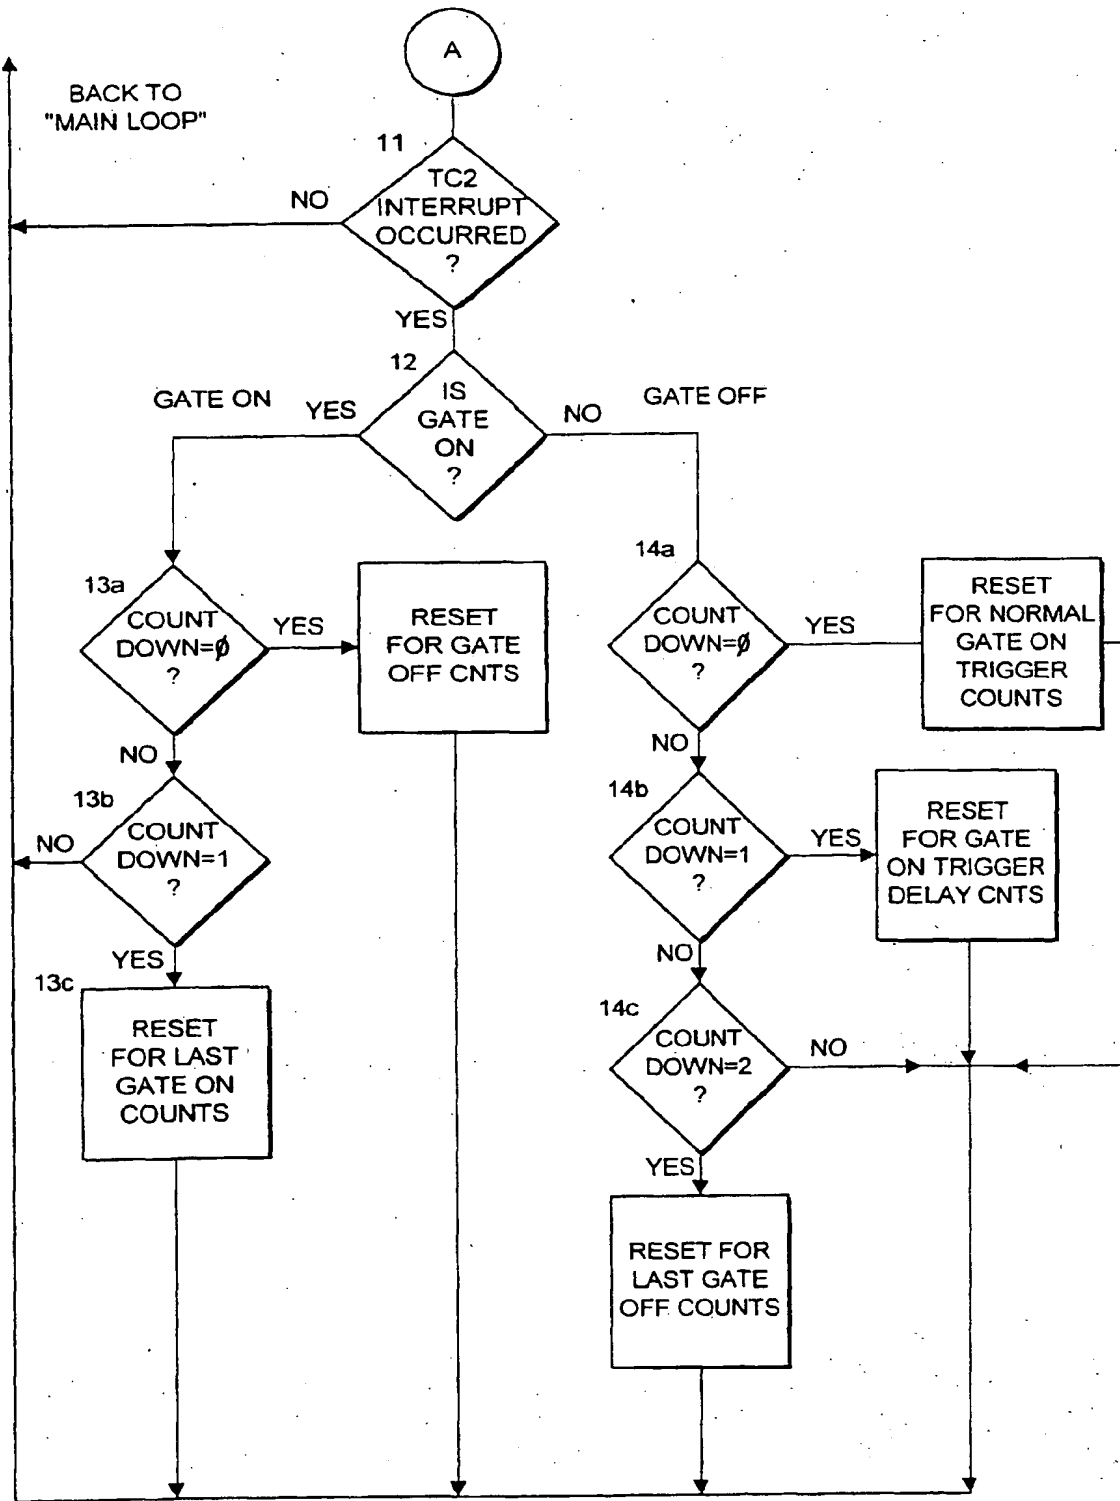 A
BACK TO
"MAIN LOOP"
11
TC2
INTERRUPT
OCCURRED
?
NO
YES
12
IS
GATE
ON
?
GATE ON
YES
NO
GATE OFF
13a
COUNT
DOWN=Ø
?
YES
RESET
FOR GATE
OFF CNTS
NO
13b
COUNT
DOWN=1
?
NO
YES
13c
RESET
FOR LAST
GATE ON
COUNTS
14a
COUNT
DOWN=Ø
?
YES
RESET
FOR NORMAL
GATE ON
TRIGGER
COUNTS
NO
14b
COUNT
DOWN=1
?
YES
RESET
FOR GATE
ON TRIGGER
DELAY CNTS
NO
14c
COUNT
DOWN=2
?
NO
YES
RESET FOR
LAST GATE
OFF COUNTS